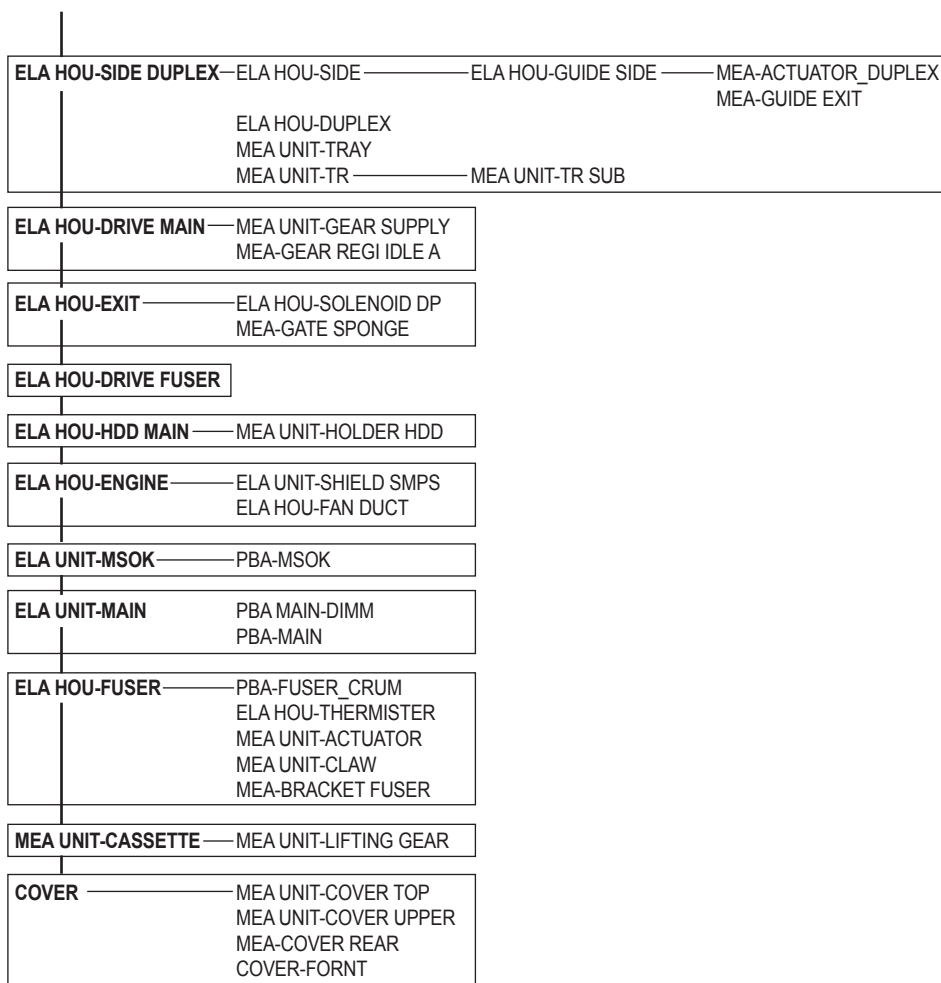 ELA HOU-SIDE DUPLEX ELA HOU-SIDE ELA HOU-GUIDE SIDE MEA-ACTUATOR_DUPLEX
MEA-GUIDE EXIT
ELA HOU-DUPLEX
MEA UNIT-TRAY
MEA UNIT-TR MEA UNIT-TR SUB
ELA HOU-DRIVE MAIN MEA UNIT-GEAR SUPPLY
MEA-GEAR REGI IDLE A
ELA HOU-EXIT ELA HOU-SOLENOID DP
MEA-GATE SPONGE
ELA HOU-DRIVE FUSER
ELA HOU-HDD MAIN MEA UNIT-HOLDER HDD
ELA HOU-ENGINE ELA UNIT-SHIELD SMPS
ELA HOU-FAN DUCT
ELA UNIT-MSOK PBA-MSOK
ELA UNIT-MAIN PBA MAIN-DIMM
PBA-MAIN
ELA HOU-FUSER PBA-FUSER_CRUM
ELA HOU-THERMISTER
MEA UNIT-ACTUATOR
MEA UNIT-CLAW
MEA-BRACKET FUSER
MEA UNIT-CASSETTE MEA UNIT-LIFTING GEAR
COVER MEA UNIT-COVER TOP
MEA UNIT-COVER UPPER
MEA-COVER REAR
COVER-FORNT